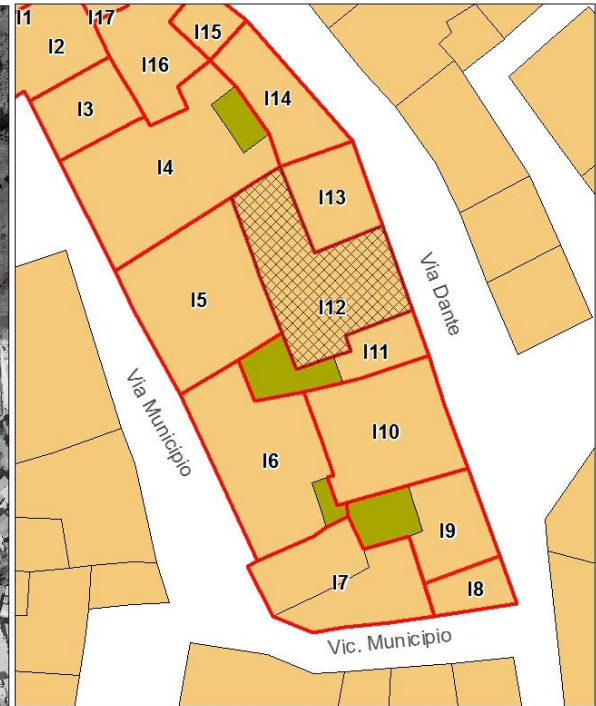 I1
I17
I2
I15
I16
I3
I14
I4
I13
I5
I12
Via Dante
I11
Via Municipio
I10
I6
I9
I7
I8
Vic. Municipio